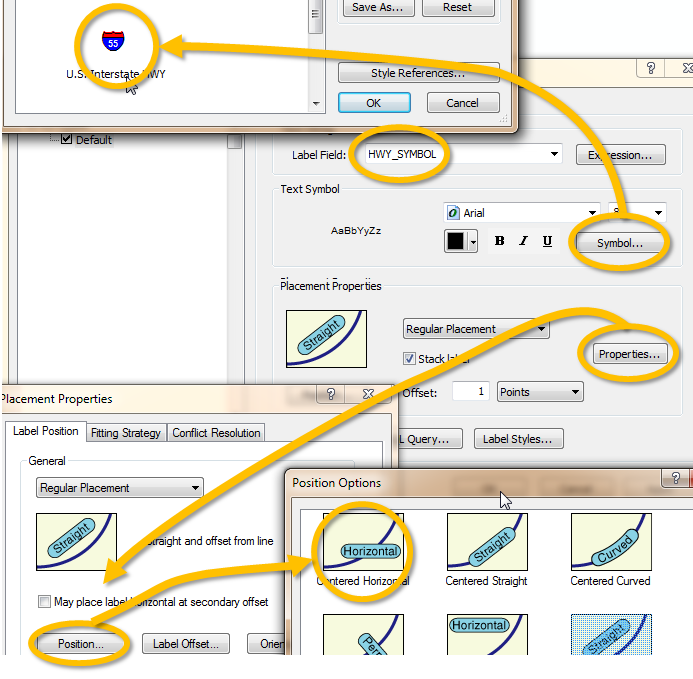 Save As...
Reset
55
U.S. Interstate HWY
Style References...
OK
Cancel
Default
Label Field:
HWY_SYMBOL
Expression...
Text Symbol
AaBbYyZz
Arial
B I U
Symbol...
Placement Properties
Straight
Regular Placement
Properties...
Stack label
Offset:
1
Points
Query...
Label Styles...
Placement Properties
Label Position
Fitting Strategy
Conflict Resolution
General
Regular Placement
Straight
Straight and offset from line
May place label horizontal at secondary offset
Position...
Label Offset...
Position Options
Horizontal
Straight
Curved
Centered Horizontal
Centered Straight
Centered Curved
Horizontal
Straight